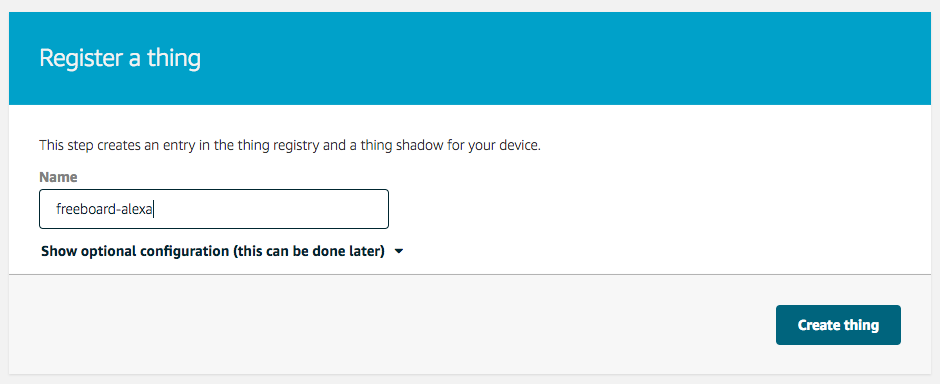 Register a thing
This step creates an entry in the thing registry and a thing shadow for your device.
Name
freeboard-alexa
Show optional configuration (this can be done later)
Create thing